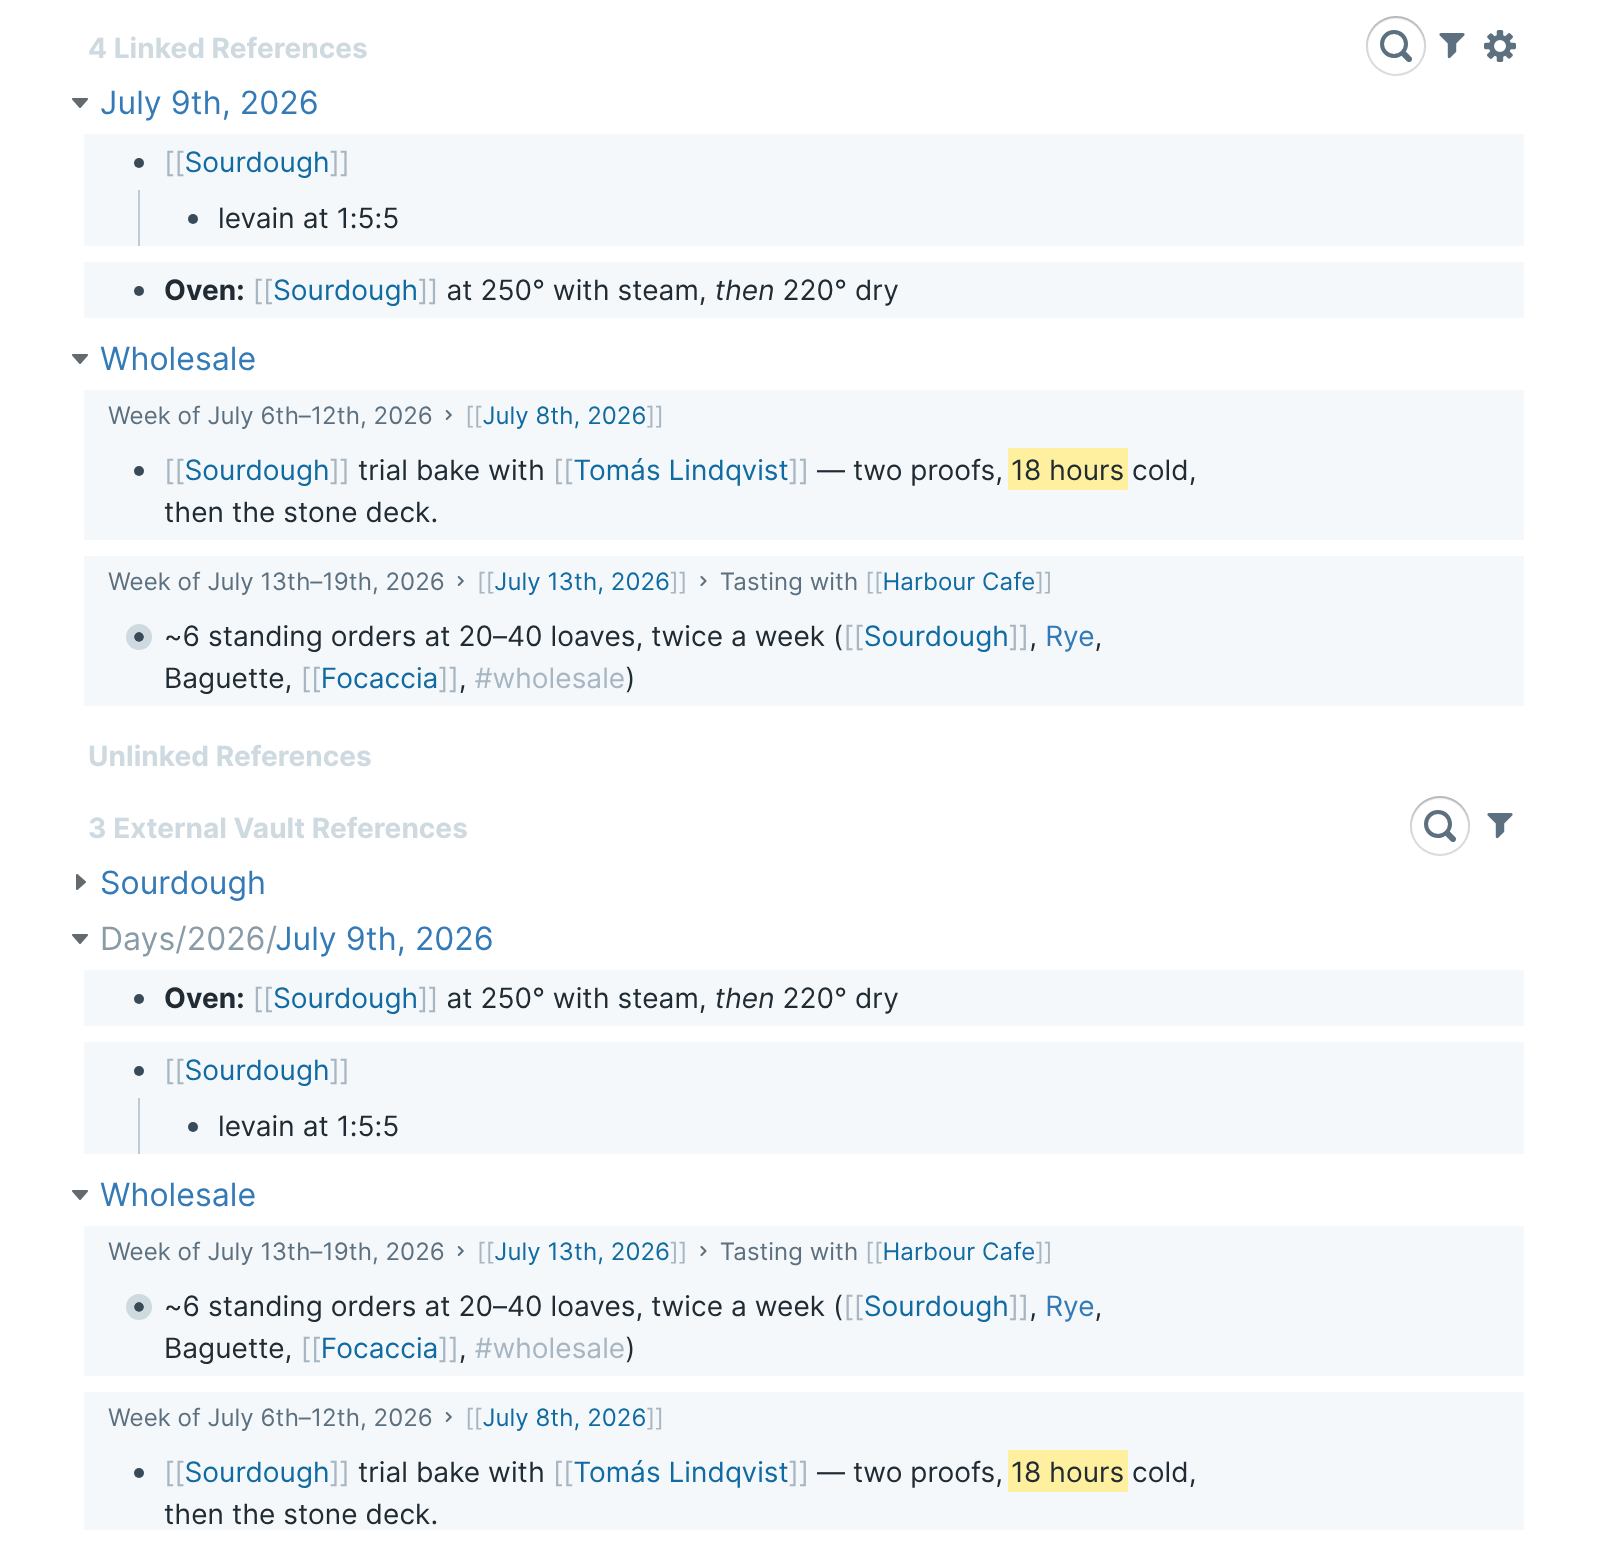 4 Linked References
July 9th, 2026
[[Sourdough]]
levain at 1:5:5
Oven: [[Sourdough]] at 250° with steam, then 220° dry
Wholesale
Week of July 6th–12th, 2026 › [[July 8th, 2026]]
[[Sourdough]] trial bake with [[Tomás Lindqvist]] — two proofs, 18 hours cold,
then the stone deck.
Week of July 13th–19th, 2026 › [[July 13th, 2026]] › Tasting with [[Harbour Cafe]]
~6 standing orders at 20–40 loaves, twice a week ([[Sourdough]], Rye,
Baguette, [[Focaccia]], #wholesale)
Unlinked References
3 External Vault References
Sourdough
Days/2026/July 9th, 2026
Oven: [[Sourdough]] at 250° with steam, then 220° dry
[[Sourdough]]
levain at 1:5:5
Wholesale
Week of July 13th–19th, 2026 › [[July 13th, 2026]] › Tasting with [[Harbour Cafe]]
~6 standing orders at 20–40 loaves, twice a week ([[Sourdough]], Rye,
Baguette, [[Focaccia]], #wholesale)
Week of July 6th–12th, 2026 › [[July 8th, 2026]]
[[Sourdough]] trial bake with [[Tomás Lindqvist]] — two proofs, 18 hours cold,
then the stone deck.